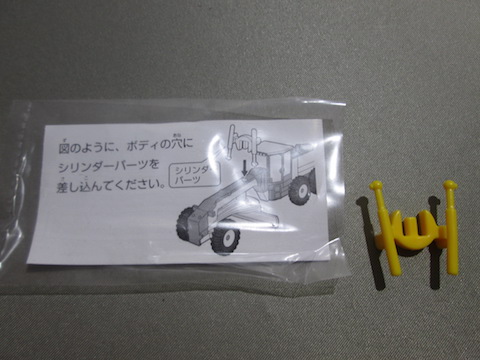 図のように、ボディの穴に
シリンダーパーツを
差し込んでください。
シリンダ
パーツ